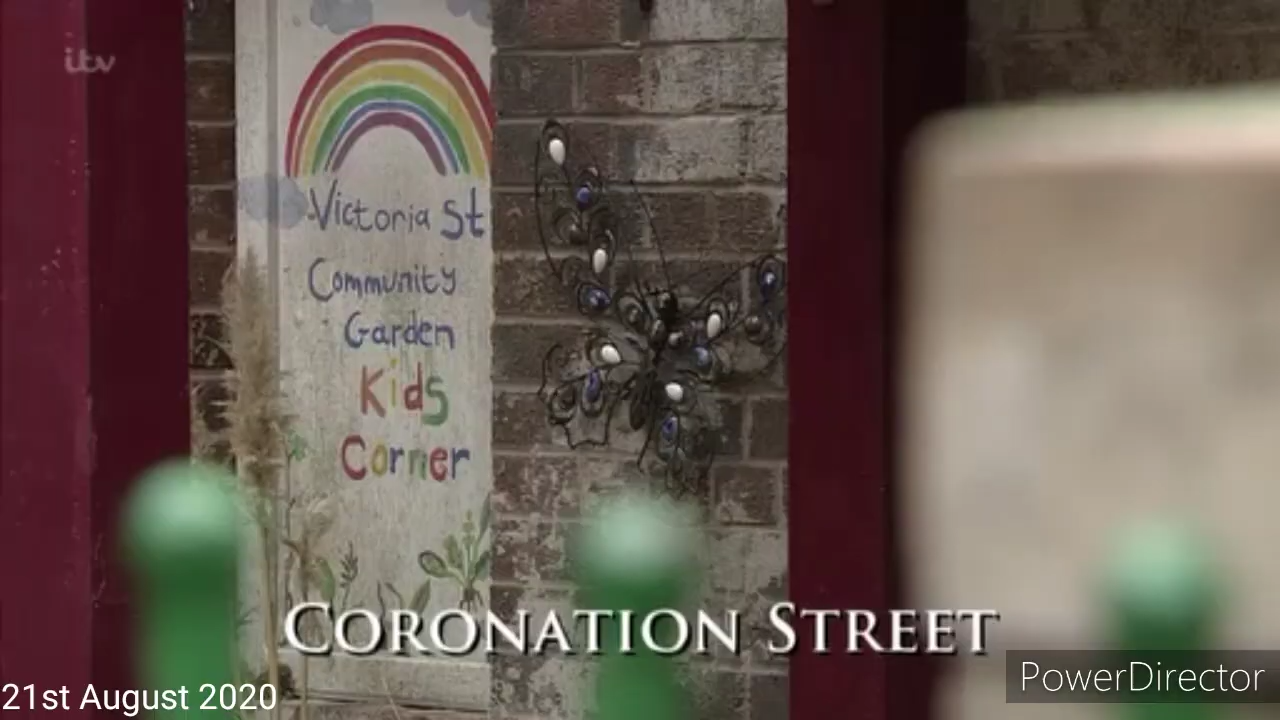 itv
Victoria St
Community
Garden
Kids
Corner
CORONATION STREET
PowerDirector
21st August 2020